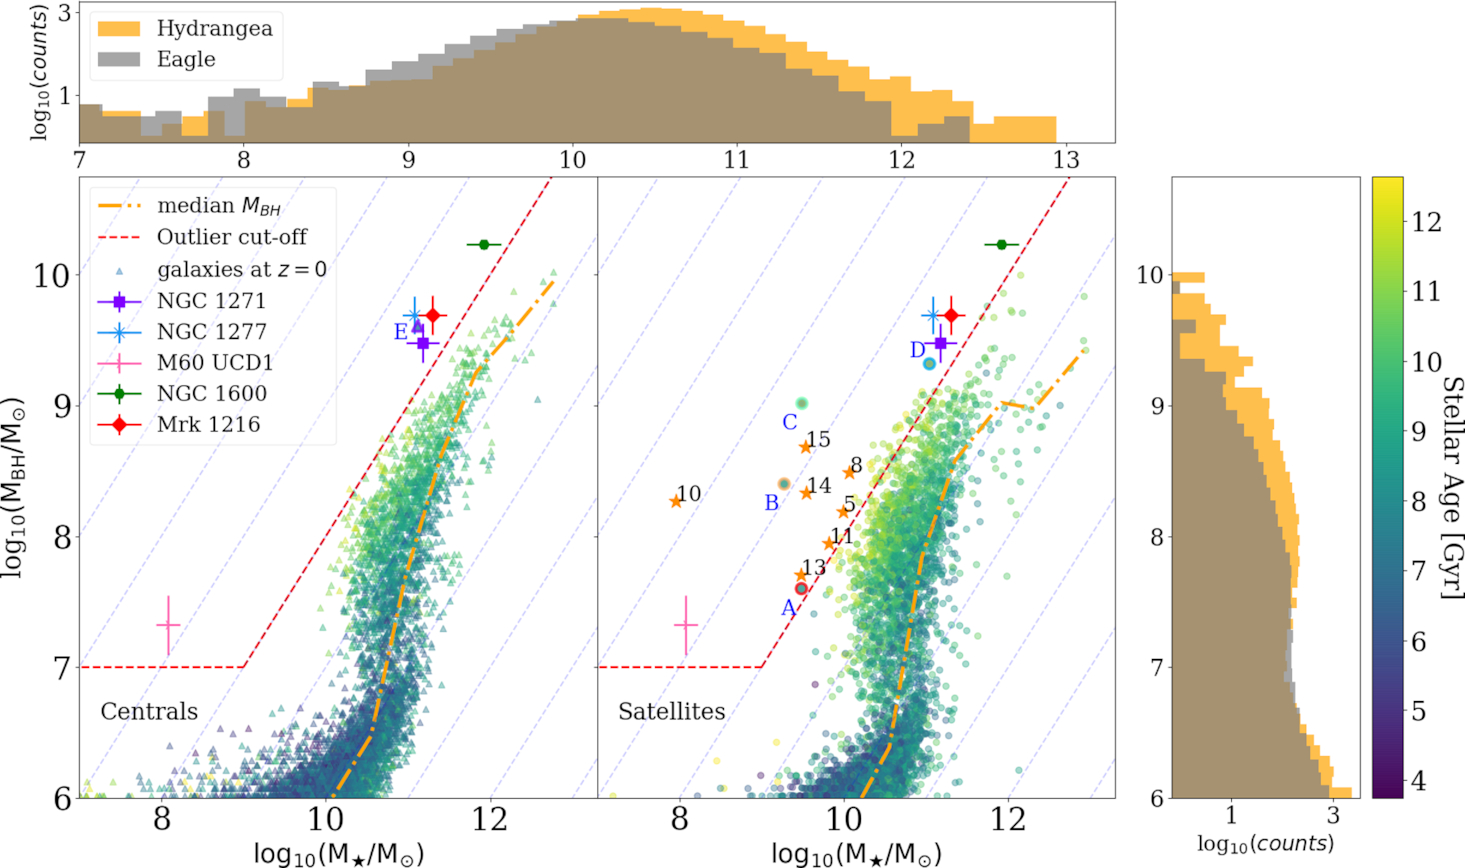 3
1
log₁₀(counts)
Hydrangea
Eagle
7 8 9 10 11 12 13
median M_BH
Outlier cut-off
galaxies at z = 0
NGC 1271
NGC 1277
M60 UCD1
NGC 1600
Mrk 1216
10
9
8
7
6
log₁₀(M_BH/M⊙)
E
Centrals
8 10 12
log₁₀(M★/M⊙)
D
C
15
8
14
10
B
5
11
13
A
Satellites
8 10 12
log₁₀(M★/M⊙)
10
9
8
7
6
1 3
log₁₀(counts)
12
11
10
9
8
7
6
5
4
Stellar Age [Gyr]